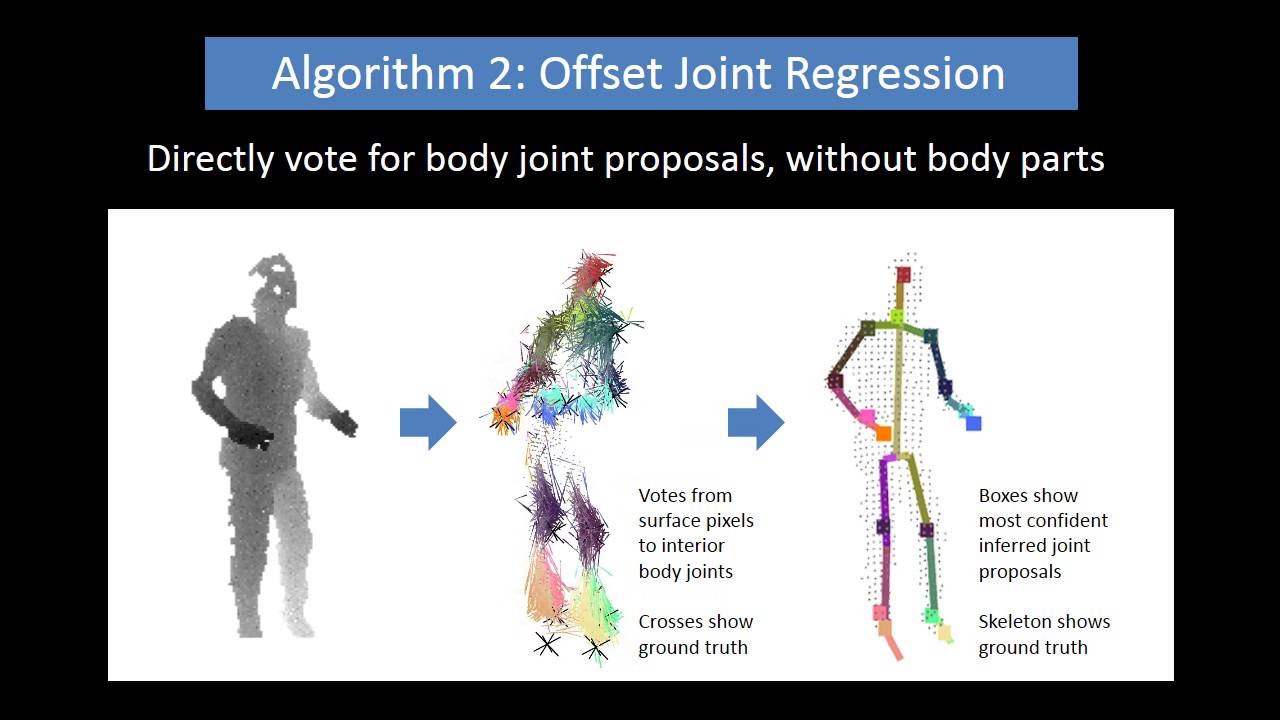 Algorithm 2: Offset Joint Regression
Directly vote for body joint proposals, without body parts
Votes from
surface pixels
to interior
body joints
Crosses show
ground truth
Boxes show
most confident
inferred joint
proposals
Skeleton shows
ground truth